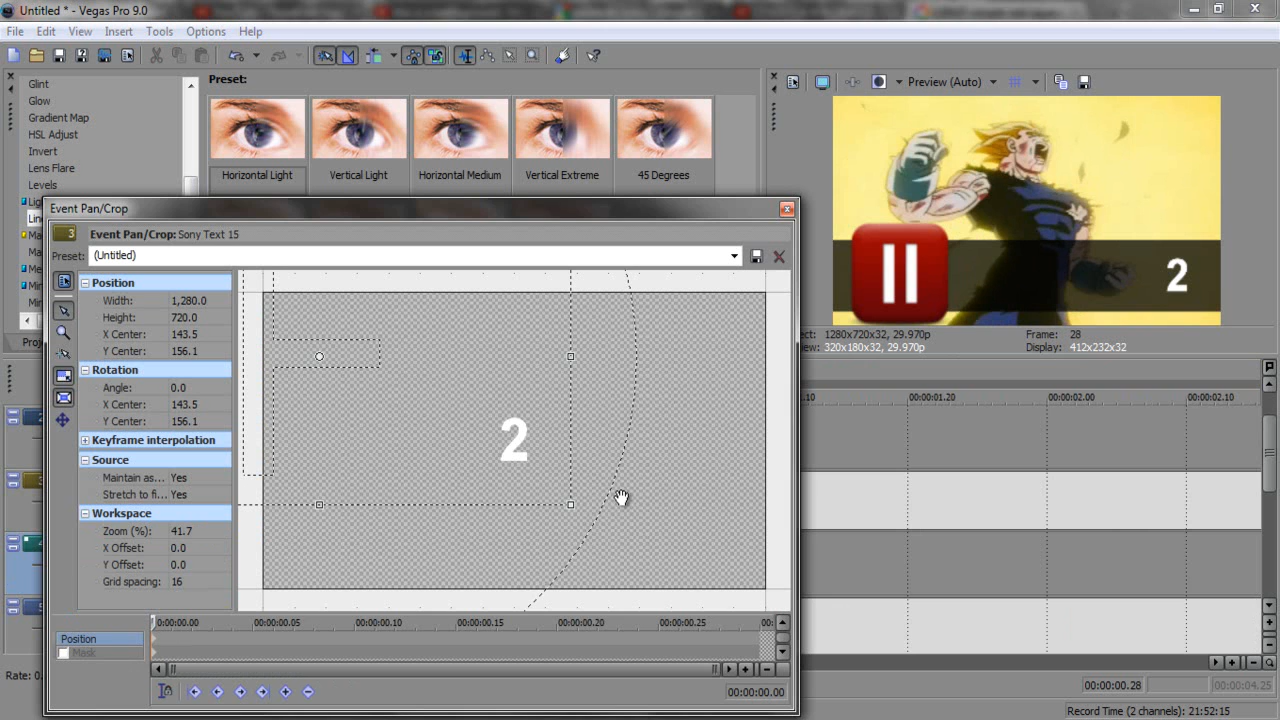 Untitled * - Vegas Pro 9.0
File Edit View Insert Tools Options Help
Glint
Glow
Gradient Map
HSL Adjust
Invert
Lens Flare
Levels
Preset:
Horizontal Light Vertical Light Horizontal Medium Vertical Extreme 45 Degrees
Preview (Auto)
2
1280x720x32, 29.970p Frame: 28
320x180x32, 29.970p Display: 412x232x32
Event Pan/Crop
3 Event Pan/Crop: Sony Text 15
Preset: (Untitled)
Position
Width: 1,280.0
Height: 720.0
X Center: 143.5
Y Center: 156.1
Rotation
Angle: 0.0
X Center: 143.5
Y Center: 156.1
Keyframe interpolation
Source
Maintain as... Yes
Stretch to fi... Yes
Workspace
Zoom (%): 41.7
X Offset: 0.0
Y Offset: 0.0
Grid spacing: 16
2
0:00:00.00 00:00:00.05 00:00:00.10 00:00:00.15 00:00:00.20 00:00:00.25 00:
Position
Mask
00:00:00.00
00:00:01.20 00:00:02.00 00:00:02.10
00:00:00.28 00:00:04.25
Record Time (2 channels): 21:52:15